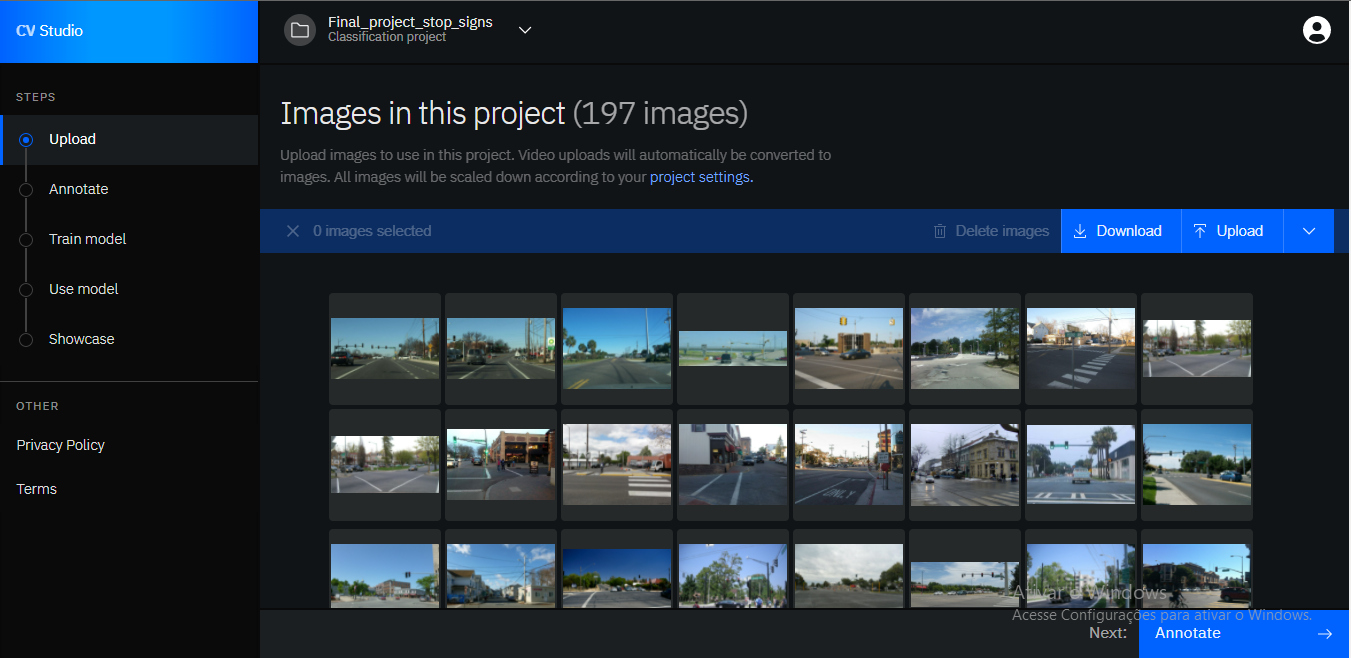 CV Studio
Final_project_stop_signs
Classification project
STEPS
Upload
Annotate
Train model
Use model
Showcase
OTHER
Privacy Policy
Terms
Images in this project (197 images)
Upload images to use in this project. Video uploads will automatically be converted to
images. All images will be scaled down according to your project settings.
0 images selected
Delete images
Download
Upload
ONLY
Ativar o Windows
Acesse Configurações para ativar o Windows.
Next:
Annotate